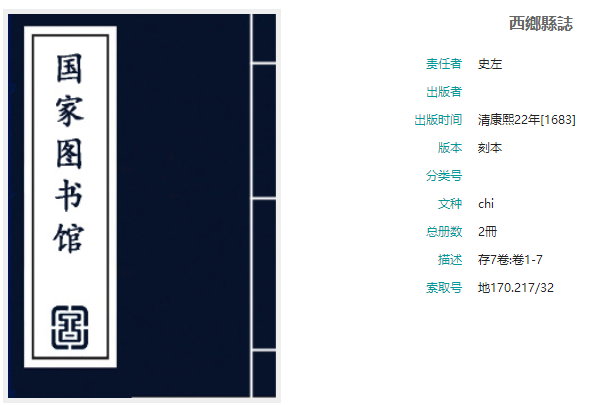 国家图书馆
西鄉縣誌
责任者 史左
出版者
出版时间 清康熙22年[1683]
版本 刻本
分类号
文种 chi
总册数 2冊
描述 存7卷:卷1-7
索取号 地170.217/32